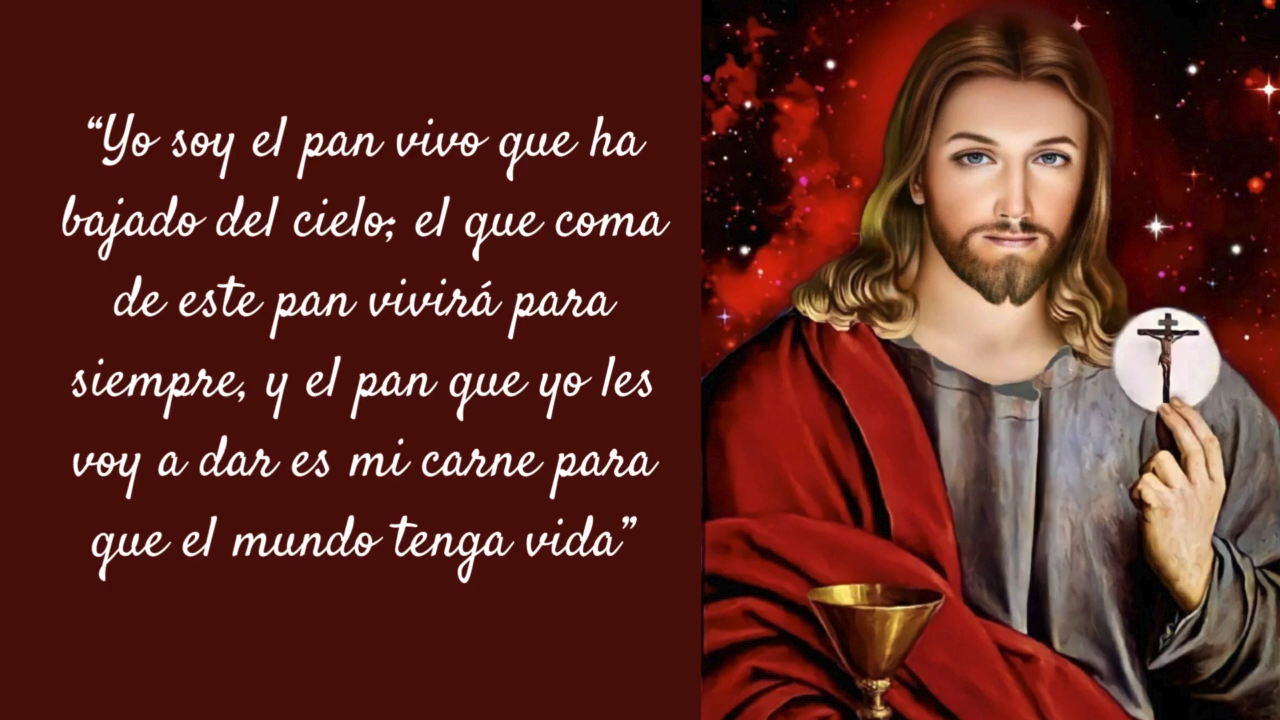 “Yo soy el pan vivo que ha
bajado del cielo; el que coma
de este pan vivirá para
siempre, y el pan que yo les
voy a dar es mi carne para
que el mundo tenga vida”